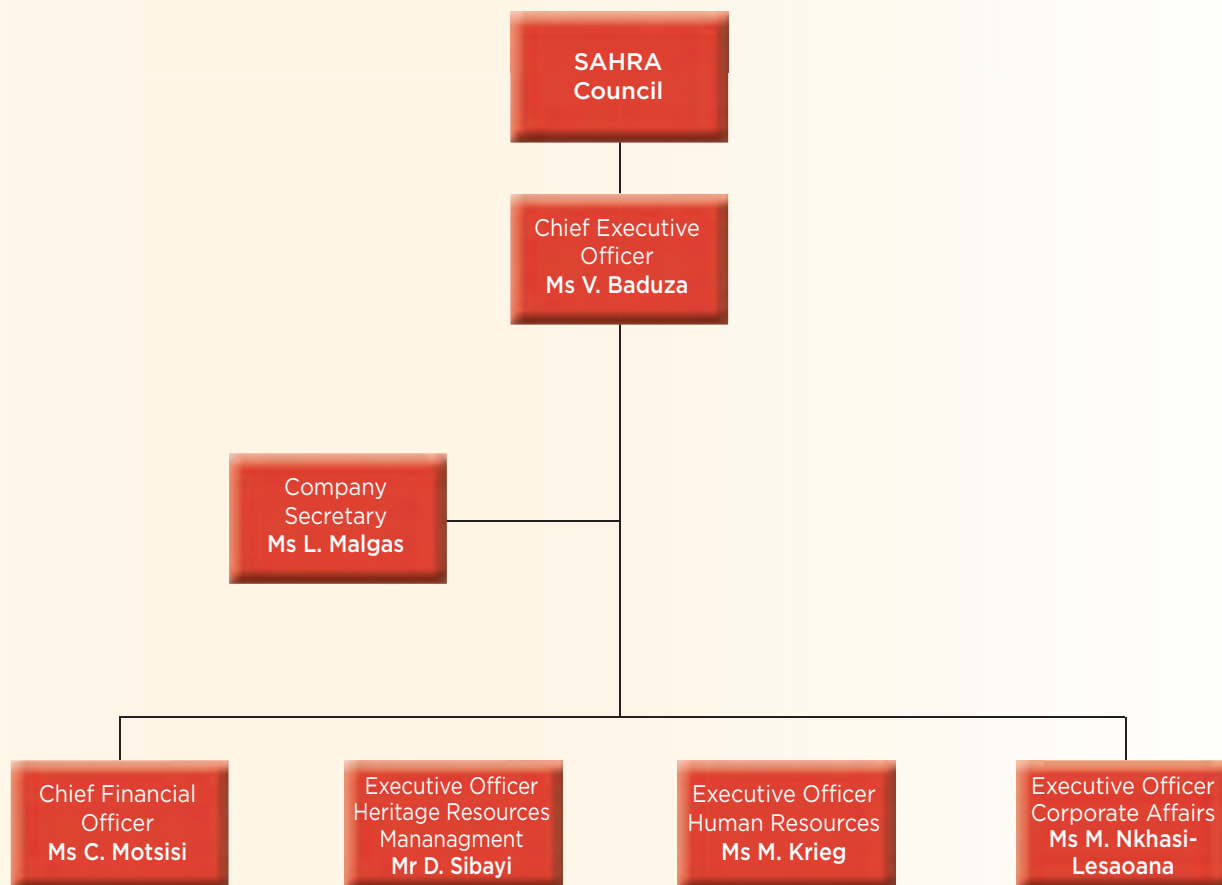 SAHRA
Council
Chief Executive
Officer
Ms V. Baduza
Company
Secretary
Ms L. Malgas
Chief Financial
Officer
Ms C. Motsisi
Executive Officer
Heritage Resources
Mananagment
Mr D. Sibayi
Executive Officer
Human Resources
Ms M. Krieg
Executive Officer
Corporate Affairs
Ms M. Nkhasi-
Lesaoana